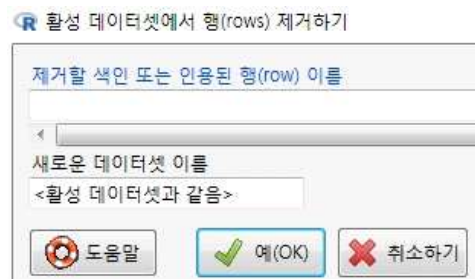 활성 데이터셋에서 행(rows) 제거하기
제거할 색인 또는 인용된 행(row) 이름
새로운 데이터셋 이름
<활성 데이터셋과 같음>
도움말 예(OK) 취소하기